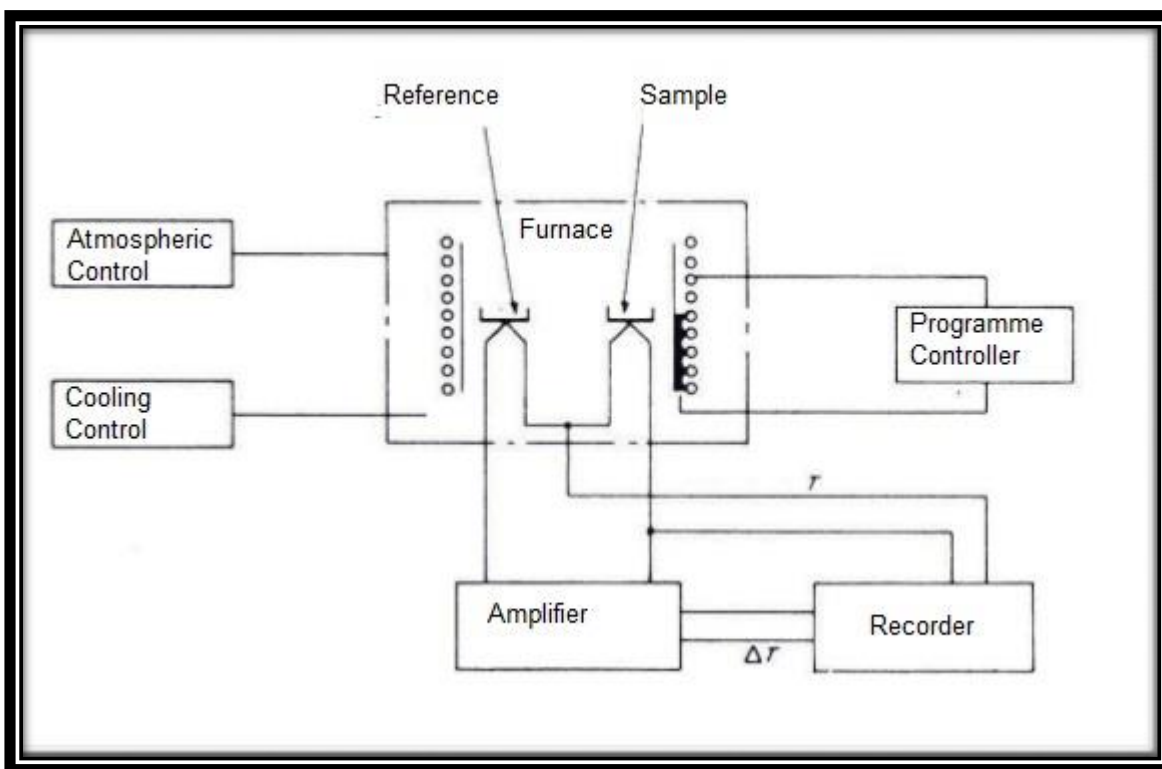 Reference
Sample
Furnace
Atmospheric
Control
Programme
Controller
Cooling
Control
T
Amplifier
Recorder
ΔT